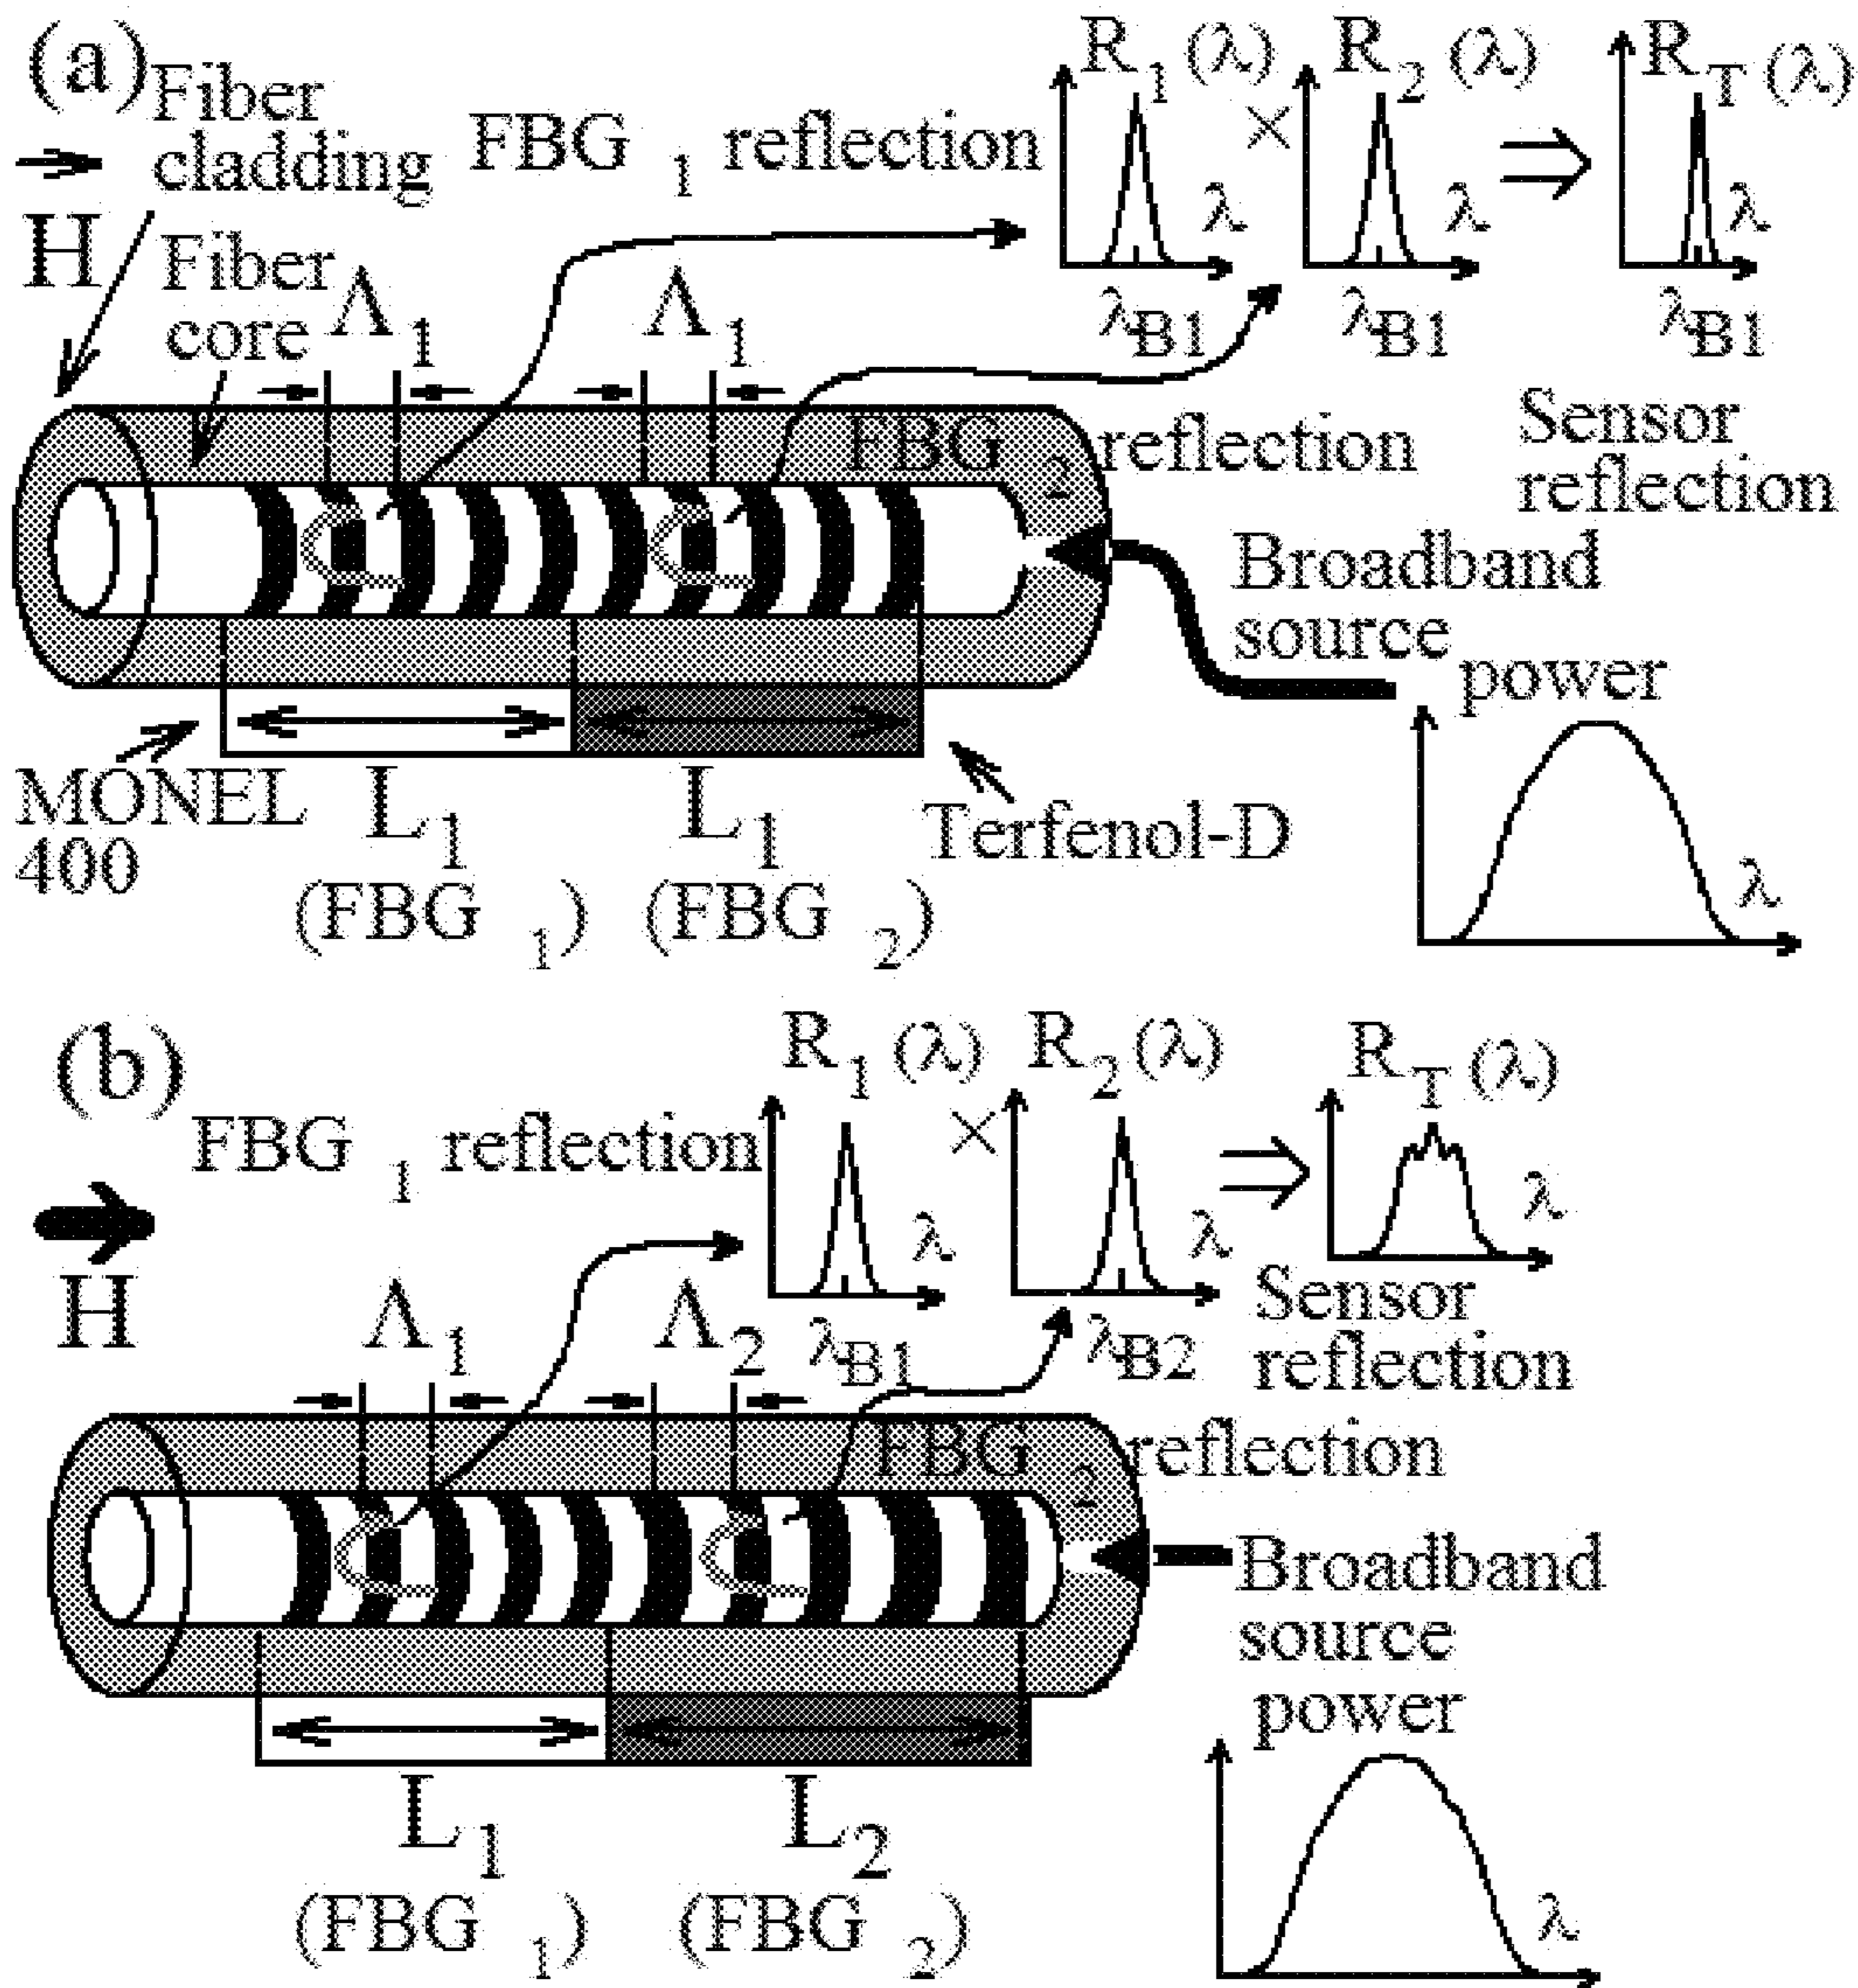 (a)
Fiber
cladding
H
Fiber
core
FBG 1 reflection
R1(λ)
×
R2(λ)
⇒
RT(λ)
λ
λ
λ
λB1
λB1
λB1
Λ1
Λ1
FBG 2 reflection
Sensor
reflection
Broadband
source
power
λ
MONEL
400
L1
(FBG 1)
L1
(FBG 2)
Terfenol-D
(b)
FBG 1 reflection
H
R1(λ)
×
R2(λ)
⇒
RT(λ)
λ
λ
λ
λB1
λB2
Sensor
reflection
Λ1
Λ2
FBG 2 reflection
Broadband
source
power
λ
L1
(FBG 1)
L2
(FBG 2)